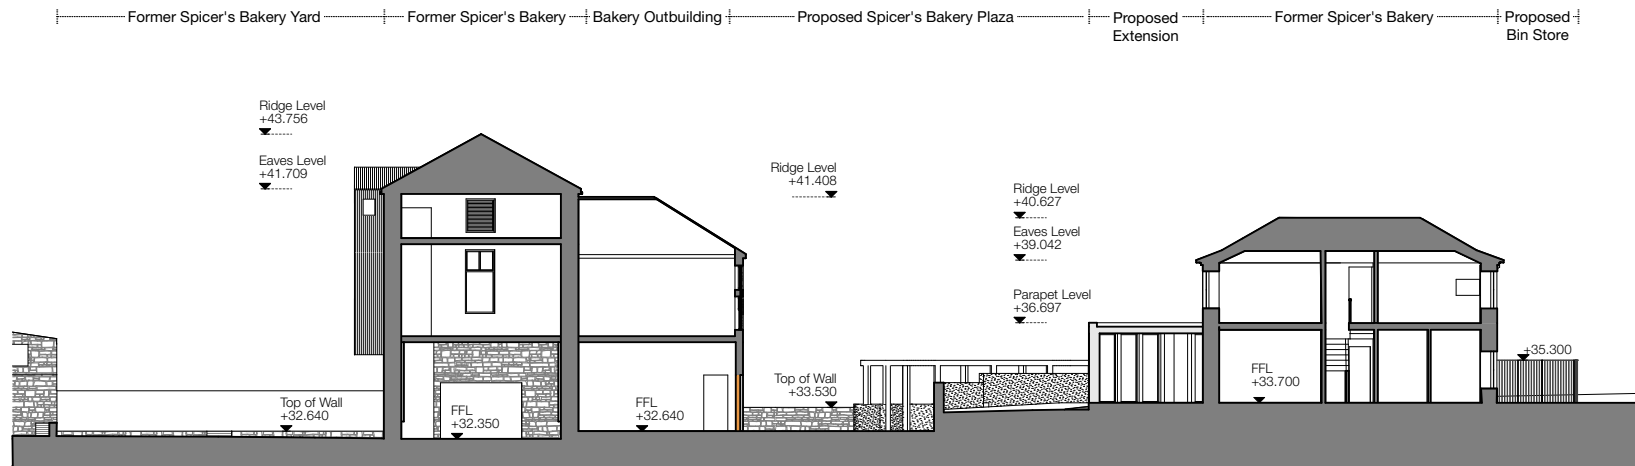 Former Spicer's Bakery Yard
Former Spicer's Bakery
Bakery Outbuilding
Proposed Spicer's Bakery Plaza
Proposed
Extension
Former Spicer's Bakery
Proposed
Bin Store
Ridge Level
+43.756
Eaves Level
+41.709
Ridge Level
+41.408
Ridge Level
+40.627
Eaves Level
+39.042
Parapet Level
+36.697
+35.300
Top of Wall
+32.640
FFL
+32.350
FFL
+32.640
Top of Wall
+33.530
FFL
+33.700